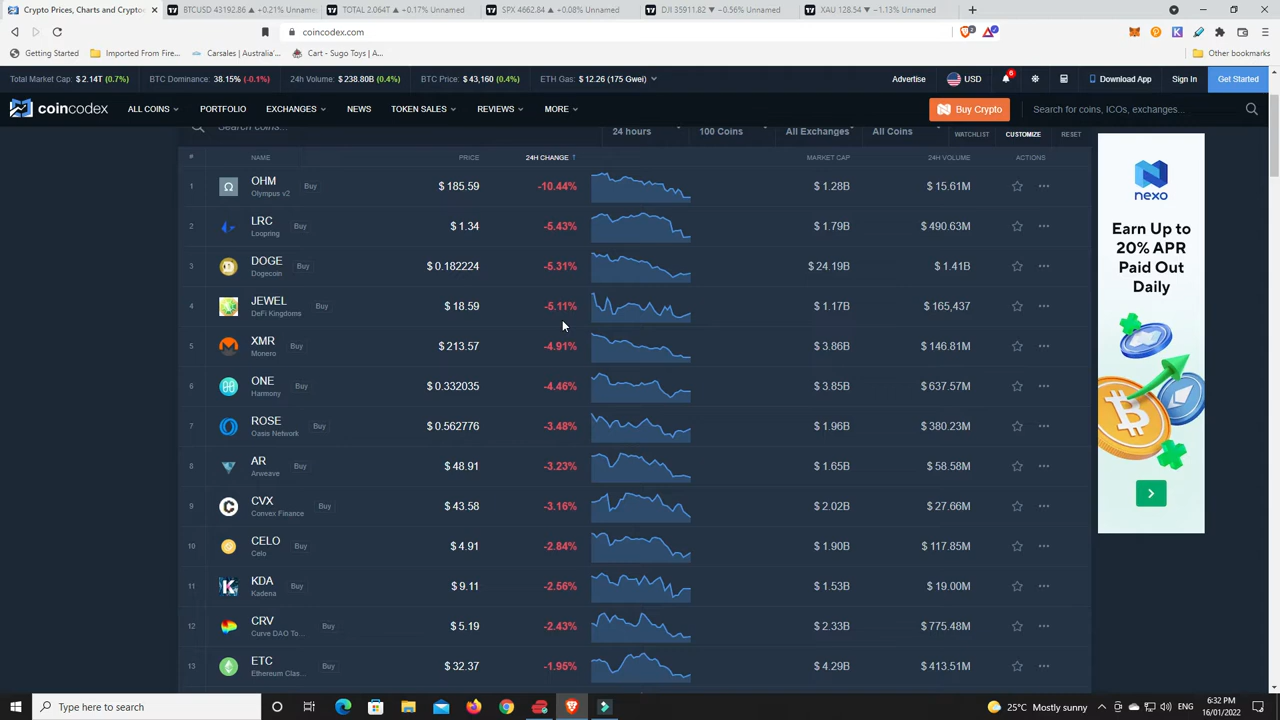 Crypto Prices, Charts and Crypto
BTCUSD 43192.86 ▲ +0.21% Unname
TOTAL 2.064T ▲ +0.17% Unnamed
SPX 4662.84 ▲ +0.08% Unnamed
DJI 35911.82 ▼ −0.56% Unnamed
XAU 128.54 ▼ −1.13% Unnamed
coincodex.com
Getting Started
Imported From Fire...
Carsales | Australia'...
Cart - Sugo Toys | A...
Other bookmarks
Total Market Cap: $ 2.14T (0.7%)
BTC Dominance: 38.15% (-0.1%)
24h Volume: $ 238.80B (0.4%)
BTC Price: $ 43,160 (0.4%)
ETH Gas: $ 12.26 (175 Gwei)
Advertise
USD
6
Download App
Sign In
Get Started
coincodex
ALL COINS
PORTFOLIO
EXCHANGES
NEWS
TOKEN SALES
REVIEWS
MORE
Buy Crypto
Search for coins, ICOs, exchanges...
Search coins...
24 hours
100 Coins
All Exchanges
All Coins
WATCHLIST
CUSTOMIZE
RESET
# NAME PRICE 24H CHANGE ↑ MARKET CAP 24H VOLUME ACTIONS
1 OHM Buy $ 185.59 -10.44% $ 1.28B $ 15.61M
Olympus v2
2 LRC Buy $ 1.34 -5.43% $ 1.79B $ 490.63M
Loopring
3 DOGE Buy $ 0.182224 -5.31% $ 24.19B $ 1.41B
Dogecoin
4 JEWEL Buy $ 18.59 -5.11% $ 1.17B $ 165,437
DeFi Kingdoms
5 XMR Buy $ 213.57 -4.91% $ 3.86B $ 146.81M
Monero
6 ONE Buy $ 0.332035 -4.46% $ 3.85B $ 637.57M
Harmony
7 ROSE Buy $ 0.562776 -3.48% $ 1.96B $ 380.23M
Oasis Network
8 AR Buy $ 48.91 -3.23% $ 1.65B $ 58.58M
Arweave
9 CVX Buy $ 43.58 -3.16% $ 2.02B $ 27.66M
Convex Finance
10 CELO Buy $ 4.91 -2.84% $ 1.90B $ 117.85M
Celo
11 KDA Buy $ 9.11 -2.56% $ 1.53B $ 19.00M
Kadena
12 CRV Buy $ 5.19 -2.43% $ 2.33B $ 775.48M
Curve DAO To...
13 ETC Buy $ 32.37 -1.95% $ 4.29B $ 413.51M
Ethereum Clas...
nexo
Earn Up to
20% APR
Paid Out
Daily
Type here to search
25°C Mostly sunny
ENG
6:32 PM
16/01/2022